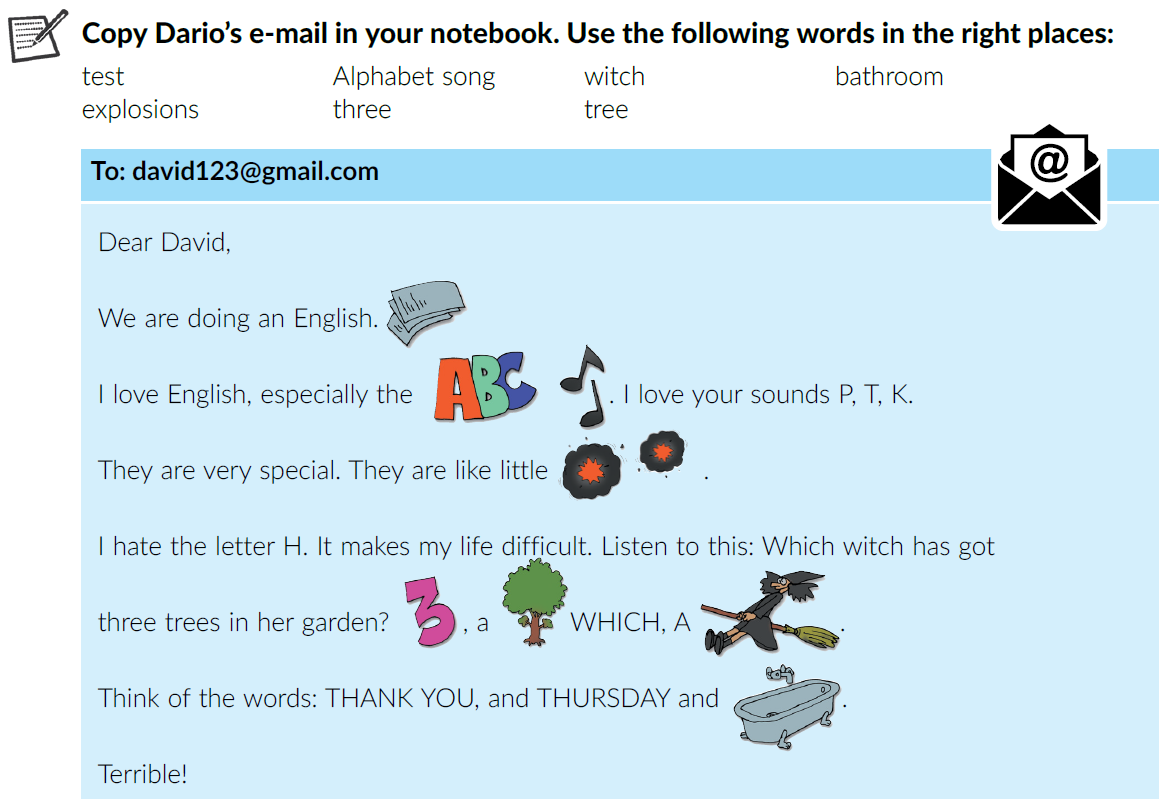 Copy Dario's e-mail in your notebook. Use the following words in the right places:
test Alphabet song witch bathroom
explosions three tree
To: david123@gmail.com
@
Dear David,
We are doing an English.
I love English, especially the ABC . I love your sounds P, T, K.
They are very special. They are like little .
I hate the letter H. It makes my life difficult. Listen to this: Which witch has got
three trees in her garden? 3 , a WHICH, A .
Think of the words: THANK YOU, and THURSDAY and .
Terrible!